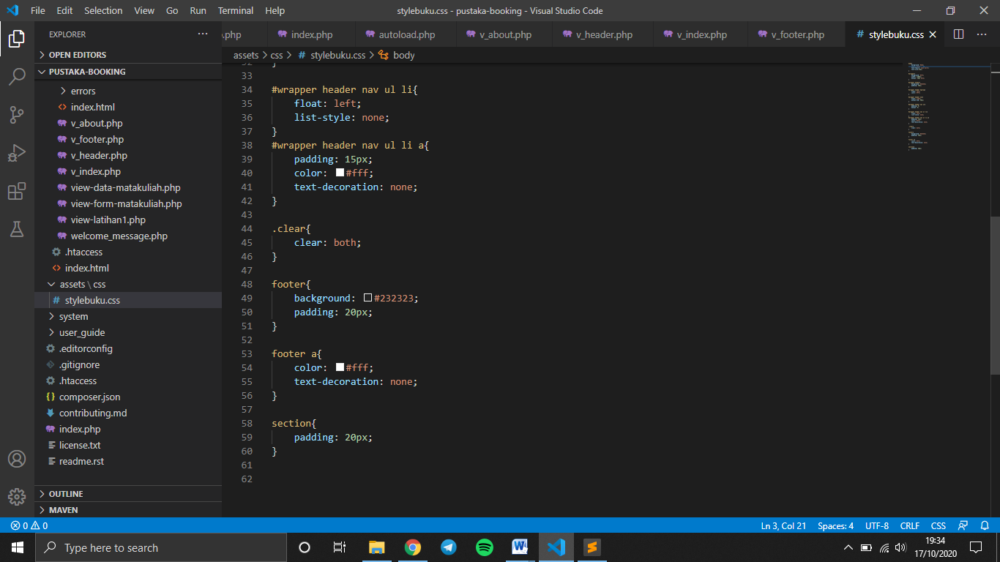 File Edit Selection View Go Run Terminal Help stylebuku.css - pustaka-booking - Visual Studio Code
EXPLORER ···
.php index.php autoload.php v_about.php v_header.php v_index.php v_footer.php # stylebuku.css
OPEN EDITORS
PUSTAKA-BOOKING
errors
index.html
v_about.php
v_footer.php
v_header.php
v_index.php
view-data-matakuliah.php
view-form-matakuliah.php
view-latihan1.php
welcome_message.php
.htaccess
index.html
assets \ css
# stylebuku.css
system
user_guide
.editorconfig
.gitignore
.htaccess
composer.json
contributing.md
index.php
license.txt
readme.rst
OUTLINE
MAVEN
assets > css > # stylebuku.css > body
32 }
33
34 #wrapper header nav ul li{
35 float: left;
36 list-style: none;
37 }
38 #wrapper header nav ul li a{
39 padding: 15px;
40 color: #fff;
41 text-decoration: none;
42 }
43
44 .clear{
45 clear: both;
46 }
47
48 footer{
49 background: #232323;
50 padding: 20px;
51 }
52
53 footer a{
54 color: #fff;
55 text-decoration: none;
56 }
57
58 section{
59 padding: 20px;
60 }
61
62
0 0 Ln 3, Col 21 Spaces: 4 UTF-8 CRLF CSS
Type here to search
19:34
17/10/2020